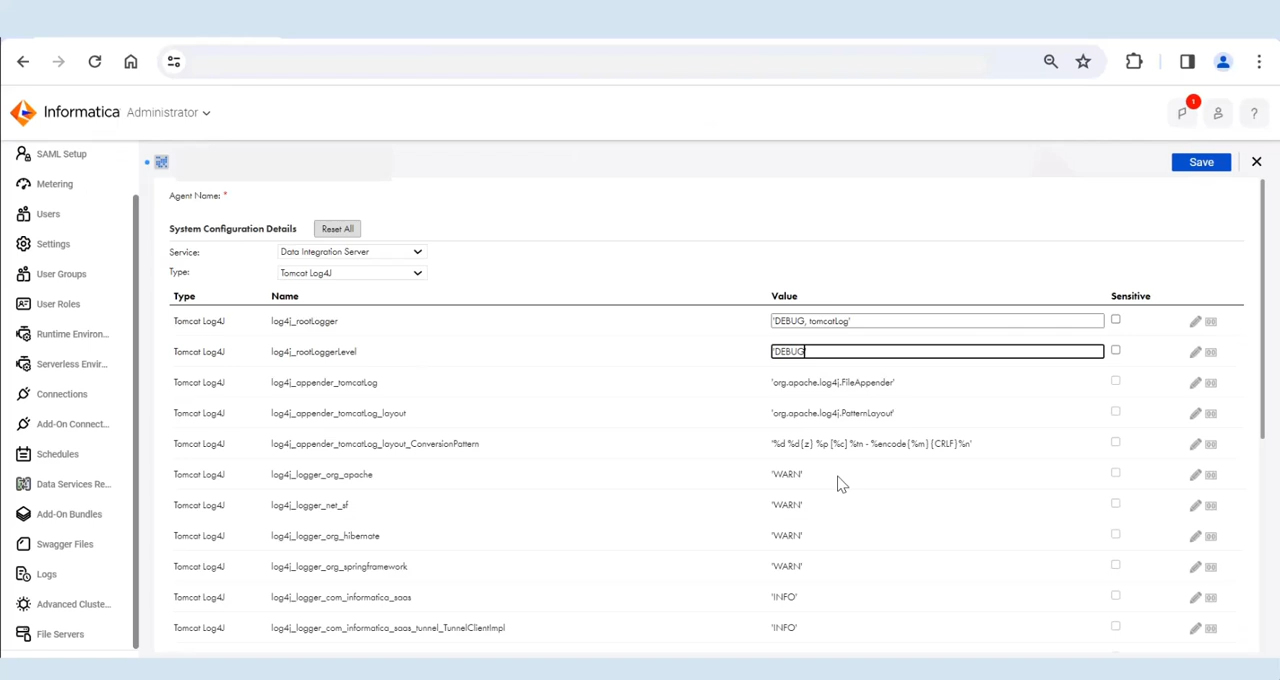 Informatica Administrator
1
?
SAML Setup
Metering
Users
Settings
User Groups
User Roles
Runtime Environ...
Serverless Envir...
Connections
Add-On Connect...
Schedules
Data Services Re...
Add-On Bundles
Swagger Files
Logs
Advanced Cluste...
File Servers
Save
Agent Name: *
System Configuration Details Reset All
Service: Data Integration Server
Type: Tomcat Log4J
Type Name Value Sensitive
Tomcat Log4J log4j_rootLogger 'DEBUG, tomcatLog'
Tomcat Log4J log4j_rootLoggerLevel 'DEBUG'
Tomcat Log4J log4j_appender_tomcatLog 'org.apache.log4j.FileAppender'
Tomcat Log4J log4j_appender_tomcatLog_layout 'org.apache.log4j.PatternLayout'
Tomcat Log4J log4j_appender_tomcatLog_layout_ConversionPattern '%d %d{z} %p [%c] %m - %encode{%m}{CRLF}%n'
Tomcat Log4J log4j_logger_org_apache 'WARN'
Tomcat Log4J log4j_logger_net_sf 'WARN'
Tomcat Log4J log4j_logger_org_hibernate 'WARN'
Tomcat Log4J log4j_logger_org_springframework 'WARN'
Tomcat Log4J log4j_logger_com_informatica_saas 'INFO'
Tomcat Log4J log4j_logger_com_informatica_saas_tunnel_TunnelClientImpl 'INFO'